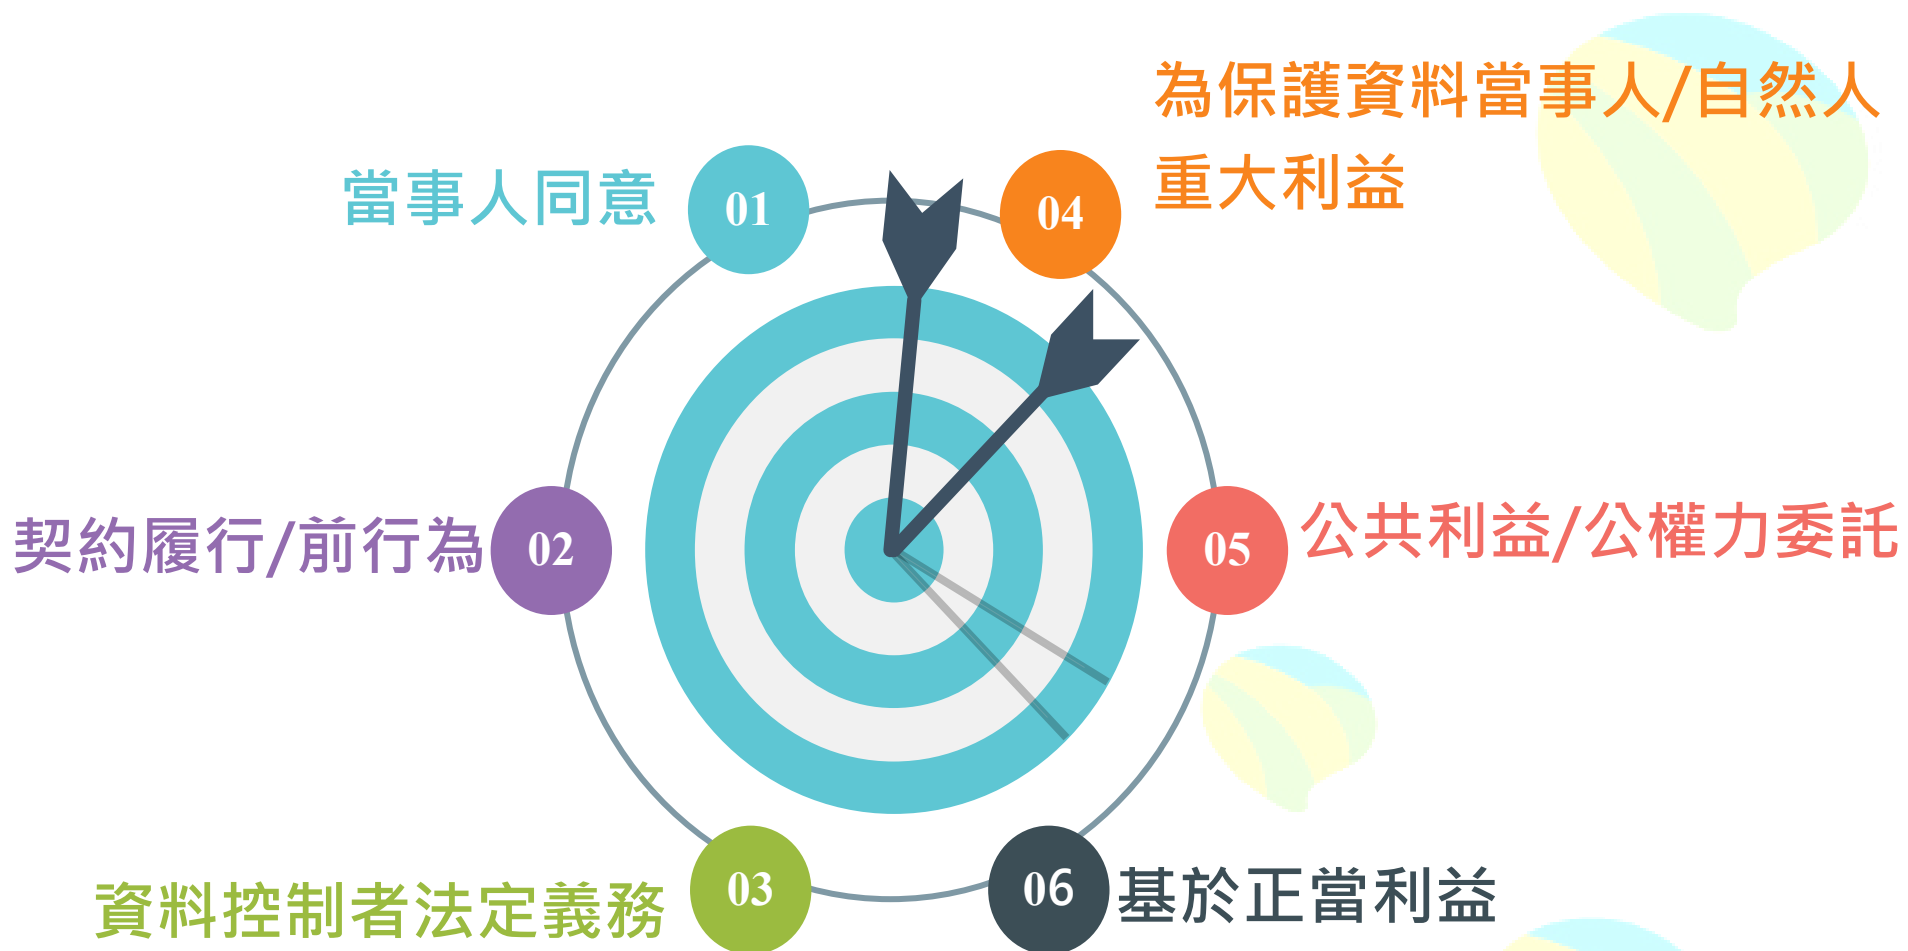 當事人同意
01
契約履行/前行為
02
資料控制者法定義務
03
04
為保護資料當事人/自然人
重大利益
05
公共利益/公權力委託
06
基於正當利益